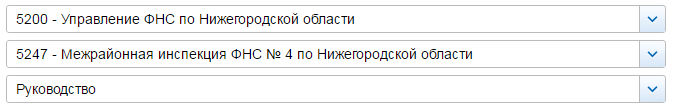 5200 - Управление ФНС по Нижегородской области
5247 - Межрайонная инспекция ФНС № 4 по Нижегородской области
Руководство